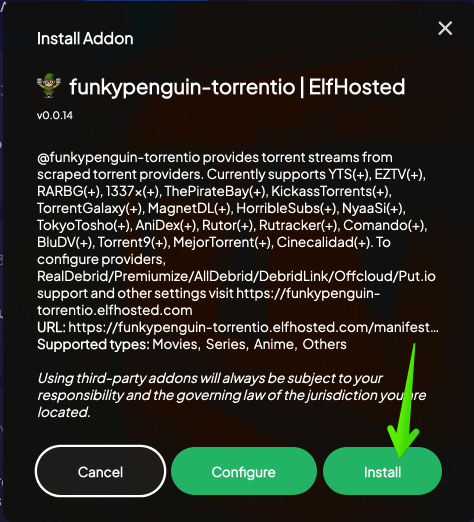 Install Addon
funkypenguin-torrentio | ElfHosted
v0.0.14
@funkypenguin-torrentio provides torrent streams from
scraped torrent providers. Currently supports YTS(+), EZTV(+),
RARBG(+), 1337x(+), ThePirateBay(+), KickassTorrents(+),
TorrentGalaxy(+), MagnetDL(+), HorribleSubs(+), NyaaSi(+),
TokyoTosho(+), AniDex(+), Rutor(+), Rutracker(+), Comando(+),
BluDV(+), Torrent9(+), MejorTorrent(+), Cinecalidad(+). To
configure providers,
RealDebrid/Premiumize/AllDebrid/DebridLink/Offcloud/Put.io
support and other settings visit https://funkypenguin-
torrentio.elfhosted.com
URL: https://funkypenguin-torrentio.elfhosted.com/manifest...
Supported types: Movies, Series, Anime, Others
Using third-party addons will always be subject to your
responsibility and the governing law of the jurisdiction you are
located.
Cancel
Configure
Install